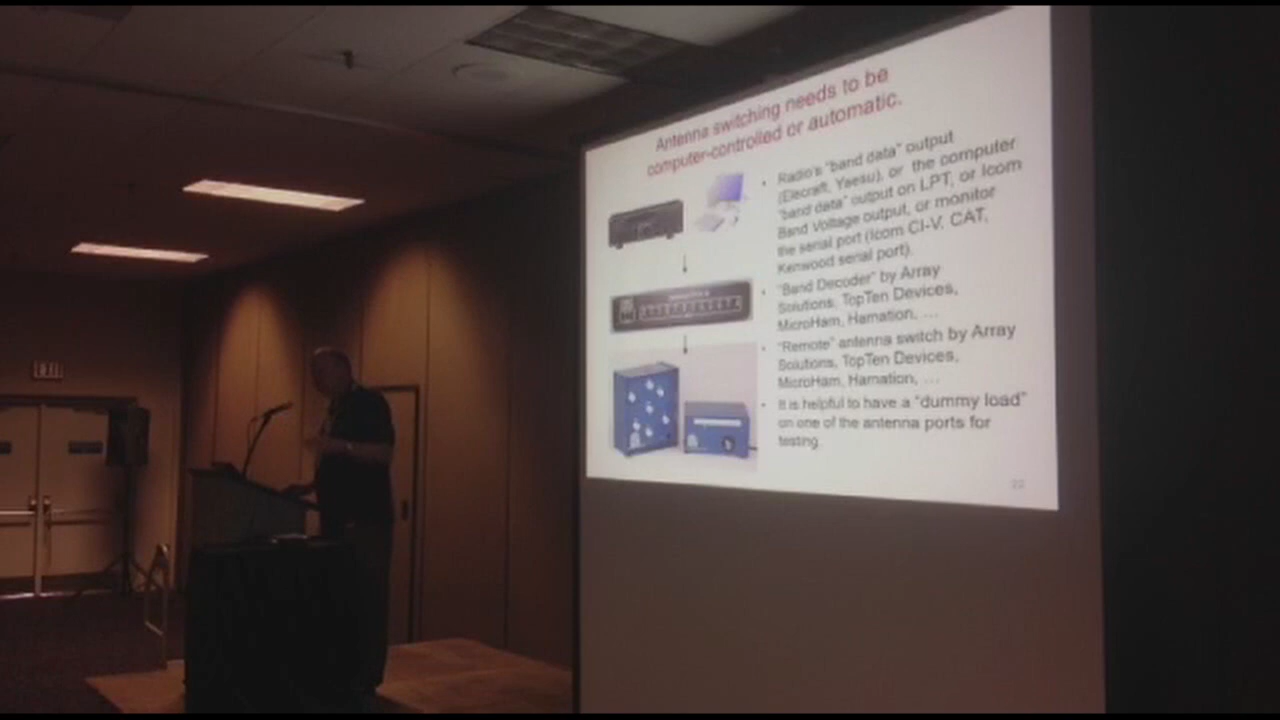 EXIT
Antenna switching needs to be
computer-controlled or automatic.
Radio's "band data" output
(Elecraft, Yaesu), or the computer
"band data" output on LPT, or Icom
Band Voltage output, or monitor
the serial port (Icom CI-V, CAT,
Kenwood serial port).
"Band Decoder" by Array
Solutions, TopTen Devices,
MicroHam, Hamation, …
"Remote" antenna switch by Array
Solutions, TopTen Devices,
MicroHam, Hamation, …
It is helpful to have a "dummy load"
on one of the antenna ports for
testing.
22